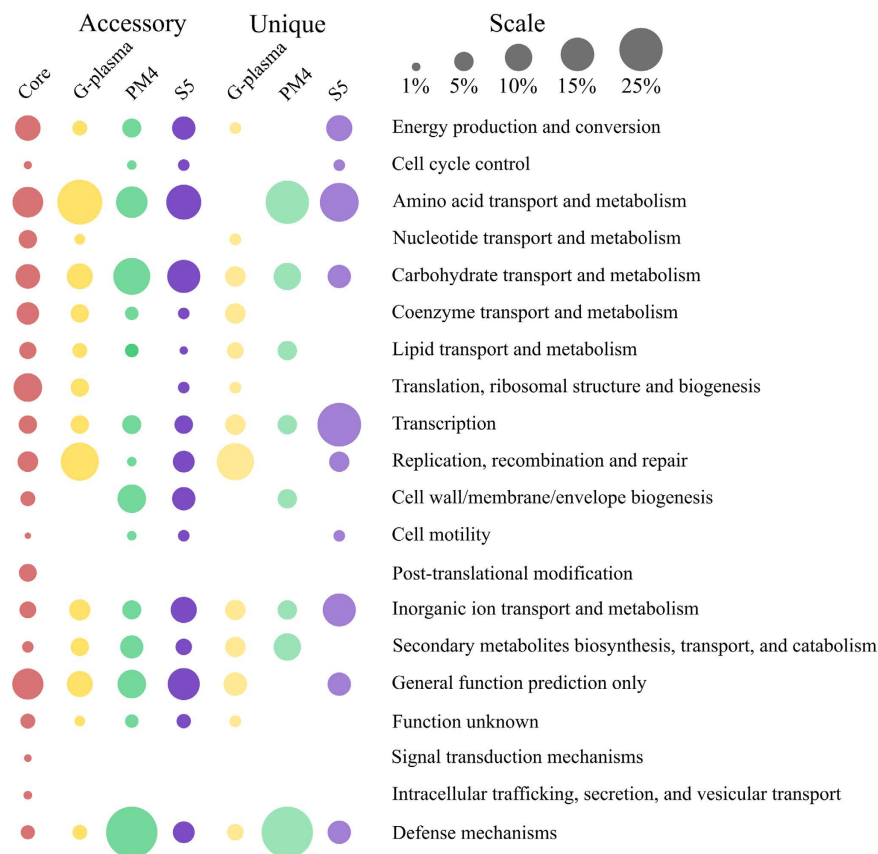 Accessory Unique Scale
Core G-plasma PM4 S5 G-plasma PM4 S5
1% 5% 10% 15% 25%
Energy production and conversion
Cell cycle control
Amino acid transport and metabolism
Nucleotide transport and metabolism
Carbohydrate transport and metabolism
Coenzyme transport and metabolism
Lipid transport and metabolism
Translation, ribosomal structure and biogenesis
Transcription
Replication, recombination and repair
Cell wall/membrane/envelope biogenesis
Cell motility
Post-translational modification
Inorganic ion transport and metabolism
Secondary metabolites biosynthesis, transport, and catabolism
General function prediction only
Function unknown
Signal transduction mechanisms
Intracellular trafficking, secretion, and vesicular transport
Defense mechanisms